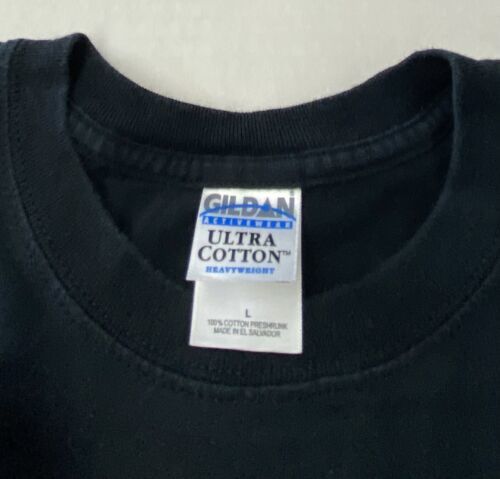 GILDAN
ACTIVEWEAR
ULTRA
COTTON™
HEAVYWEIGHT
L
100% COTTON PRESHRUNK
MADE IN EL SALVADOR